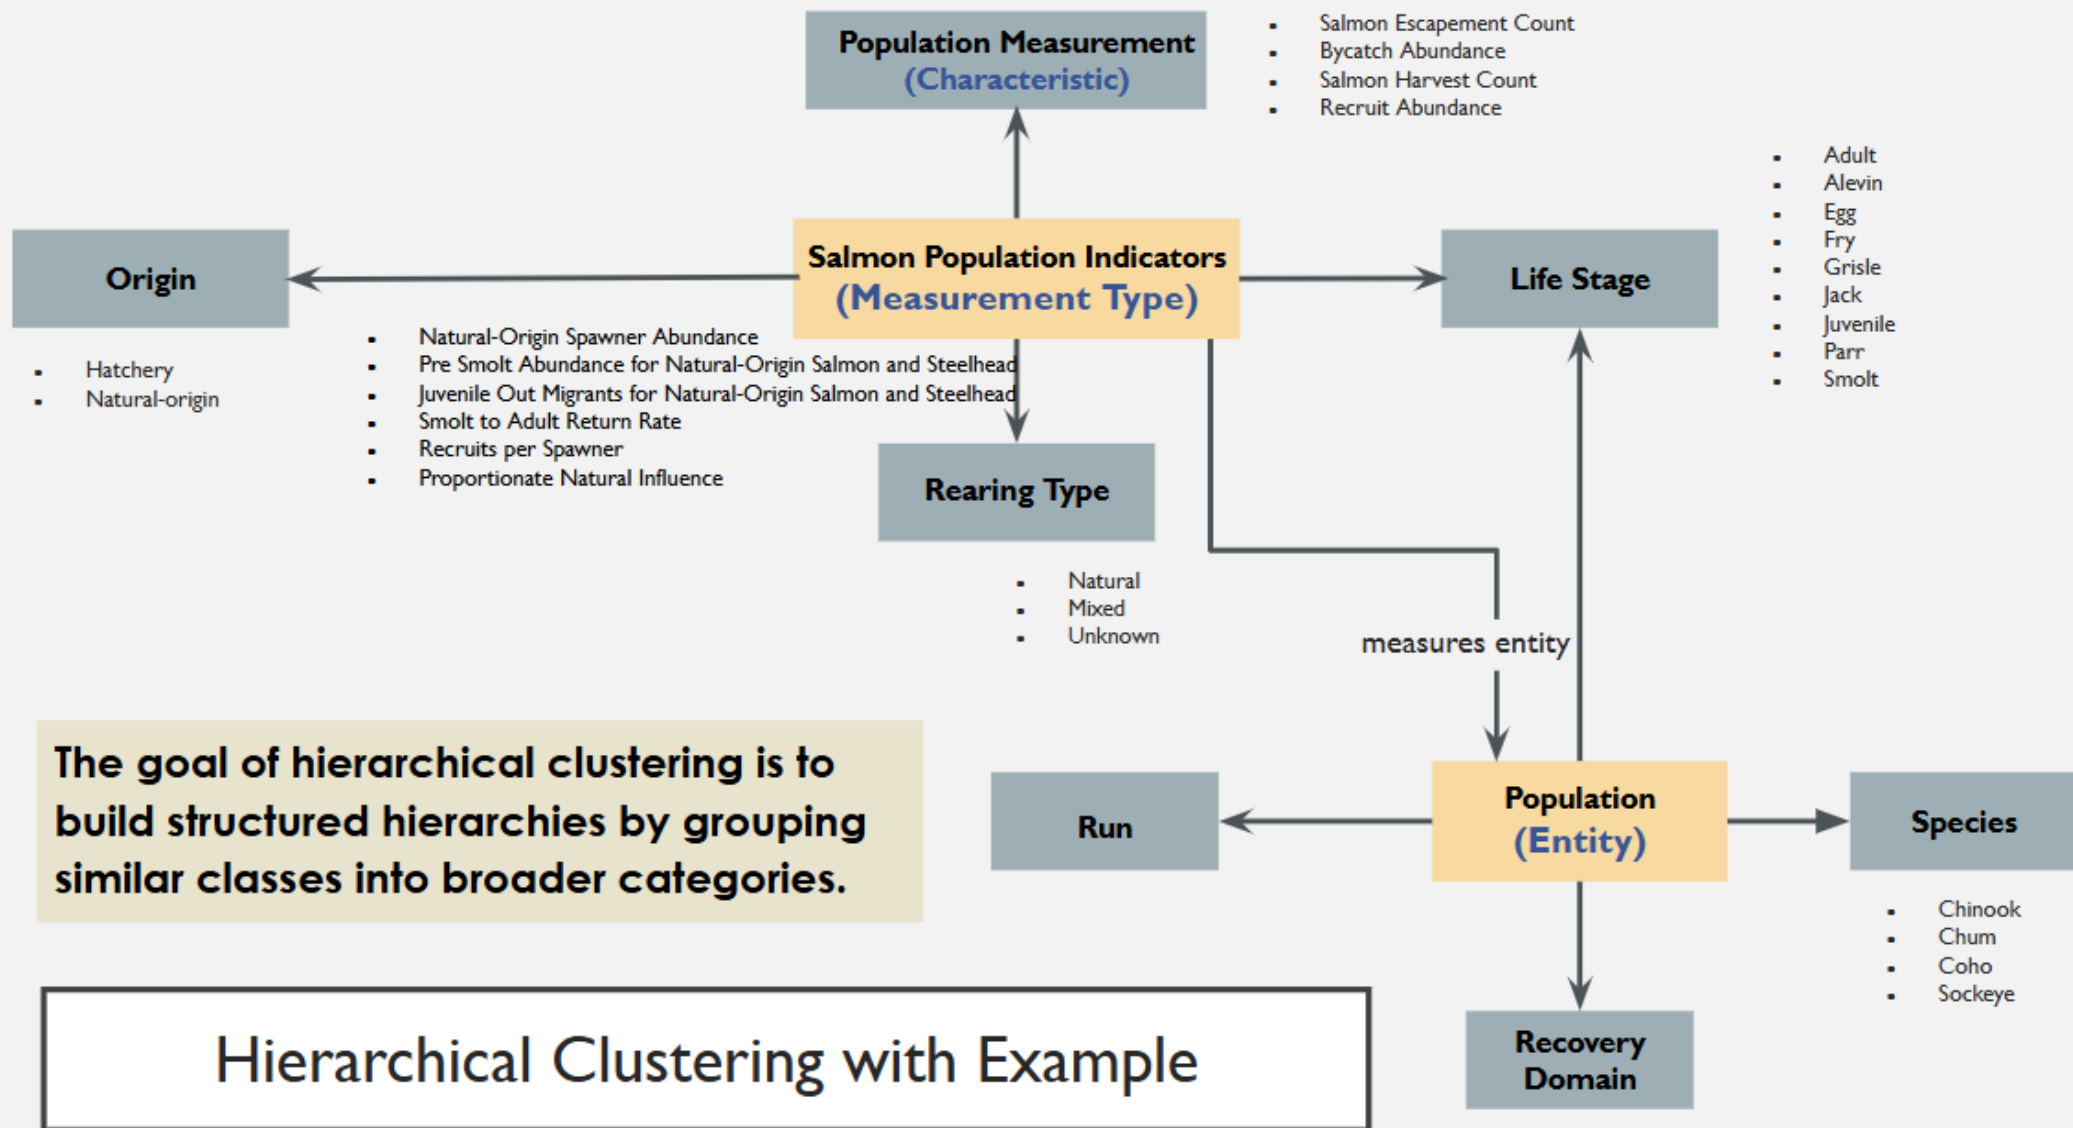 Population Measurement
(Characteristic)
▪ Salmon Escapement Count
▪ Bycatch Abundance
▪ Salmon Harvest Count
▪ Recruit Abundance
Origin
▪ Hatchery
▪ Natural-origin
Salmon Population Indicators
(Measurement Type)
▪ Natural-Origin Spawner Abundance
▪ Pre Smolt Abundance for Natural-Origin Salmon and Steelhead
▪ Juvenile Out Migrants for Natural-Origin Salmon and Steelhead
▪ Smolt to Adult Return Rate
▪ Recruits per Spawner
▪ Proportionate Natural Influence
Life Stage
▪ Adult
▪ Alevin
▪ Egg
▪ Fry
▪ Grisle
▪ Jack
▪ Juvenile
▪ Parr
▪ Smolt
Rearing Type
▪ Natural
▪ Mixed
▪ Unknown
measures entity
The goal of hierarchical clustering is to
build structured hierarchies by grouping
similar classes into broader categories.
Run
Population
(Entity)
Species
▪ Chinook
▪ Chum
▪ Coho
▪ Sockeye
Recovery
Domain
Hierarchical Clustering with Example